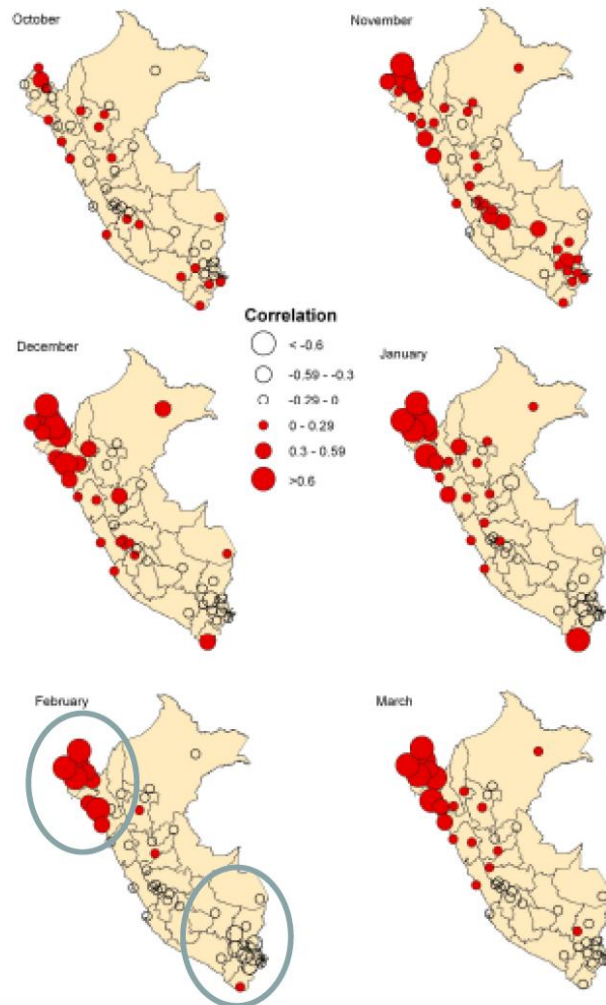 October
November
Correlation
< -0.6
-0.59 - -0.3
-0.29 - 0
0 - 0.29
0.3 - 0.59
>0.6
December
January
February
March